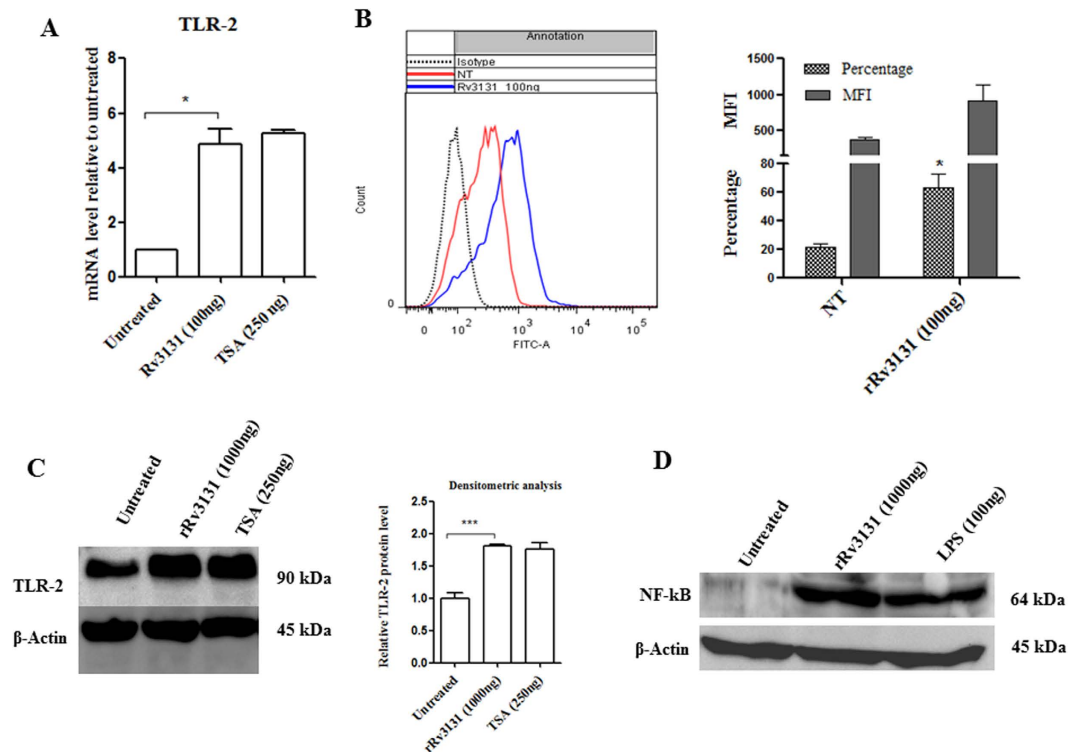 A
TLR-2
mRNA level relative to untreated
8
6
4
2
0
*
Untreated
Rv3131 (100ng)
TSA (250 ng)
B
Annotation
Isotype
NT
Rv3131_100ng
Count
0
0 10^2 10^3 10^4 10^5
FITC-A
Percentage
MFI
Percentage MFI
1500
1000
500
80
60
40
20
0
*
NT
rRv3131 (100ng)
C
Untreated
rRv3131 (1000ng)
TSA (250ng)
TLR-2
90 kDa
β-Actin
45 kDa
Densitometric analysis
Relative TLR-2 protein level
2.5
2.0
1.5
1.0
0.5
0.0
***
Untreated
rRv3131 (1000ng)
TSA (250ng)
D
Untreated
rRv3131 (1000ng)
LPS (100ng)
NF-kB
64 kDa
β-Actin
45 kDa